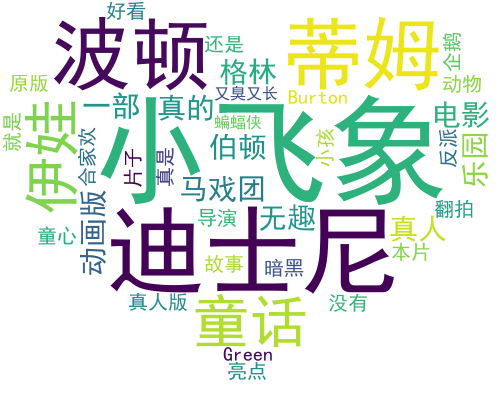 好看
还是
企鹅
波顿
蒂姆
原版
格林
动物
又臭又长
一部
真的
Burton
电影
就是
伊娃
小飞象
蝙蝠侠
合家欢
片子
真是
伯顿
小孩
反派
乐园
马戏团
动画版
迪士尼
导演
无趣
翻拍
童心
真人
故事
暗黑
本片
真人版
童话
没有
Green
亮点